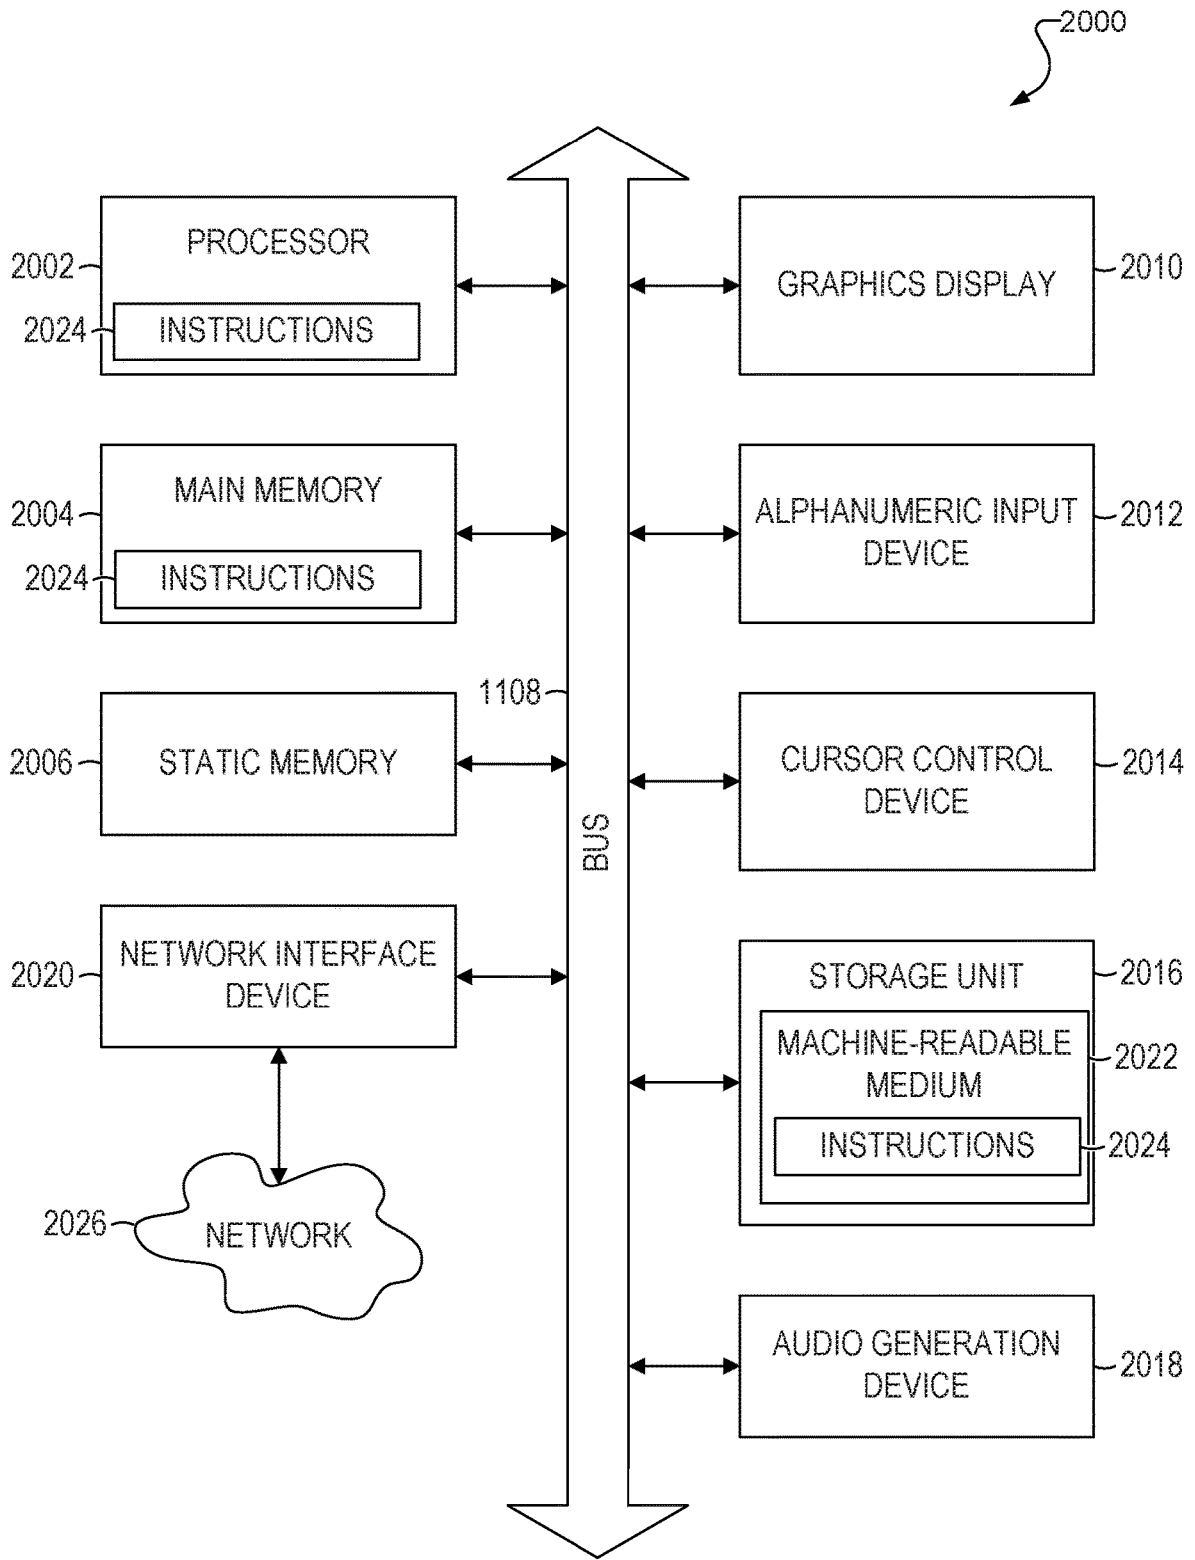 2000
PROCESSOR
2002
2024
INSTRUCTIONS
MAIN MEMORY
2004
2024
INSTRUCTIONS
1108
2006
STATIC MEMORY
BUS
NETWORK INTERFACE
DEVICE
2020
2026
NETWORK
GRAPHICS DISPLAY
2010
ALPHANUMERIC INPUT
DEVICE
2012
CURSOR CONTROL
DEVICE
2014
STORAGE UNIT
2016
MACHINE-READABLE
MEDIUM
2022
INSTRUCTIONS
2024
AUDIO GENERATION
DEVICE
2018